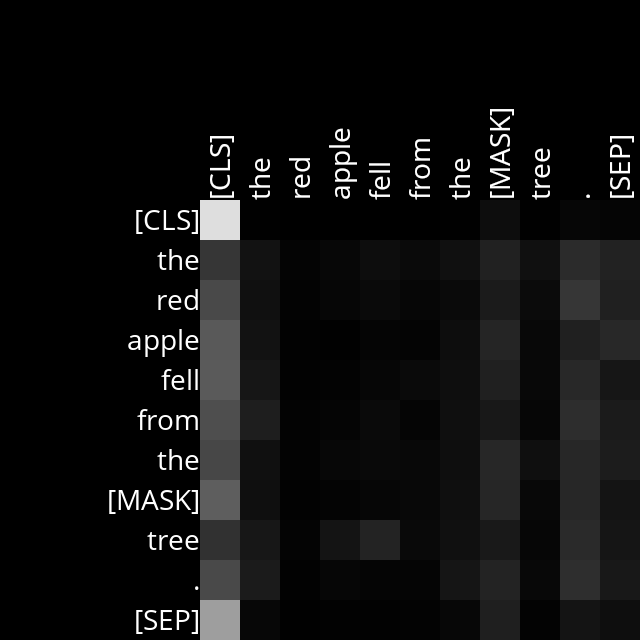 [CLS] the red apple fell from the [MASK] tree . [SEP]
[CLS]
the
red
apple
fell
from
the
[MASK]
tree
.
[SEP]